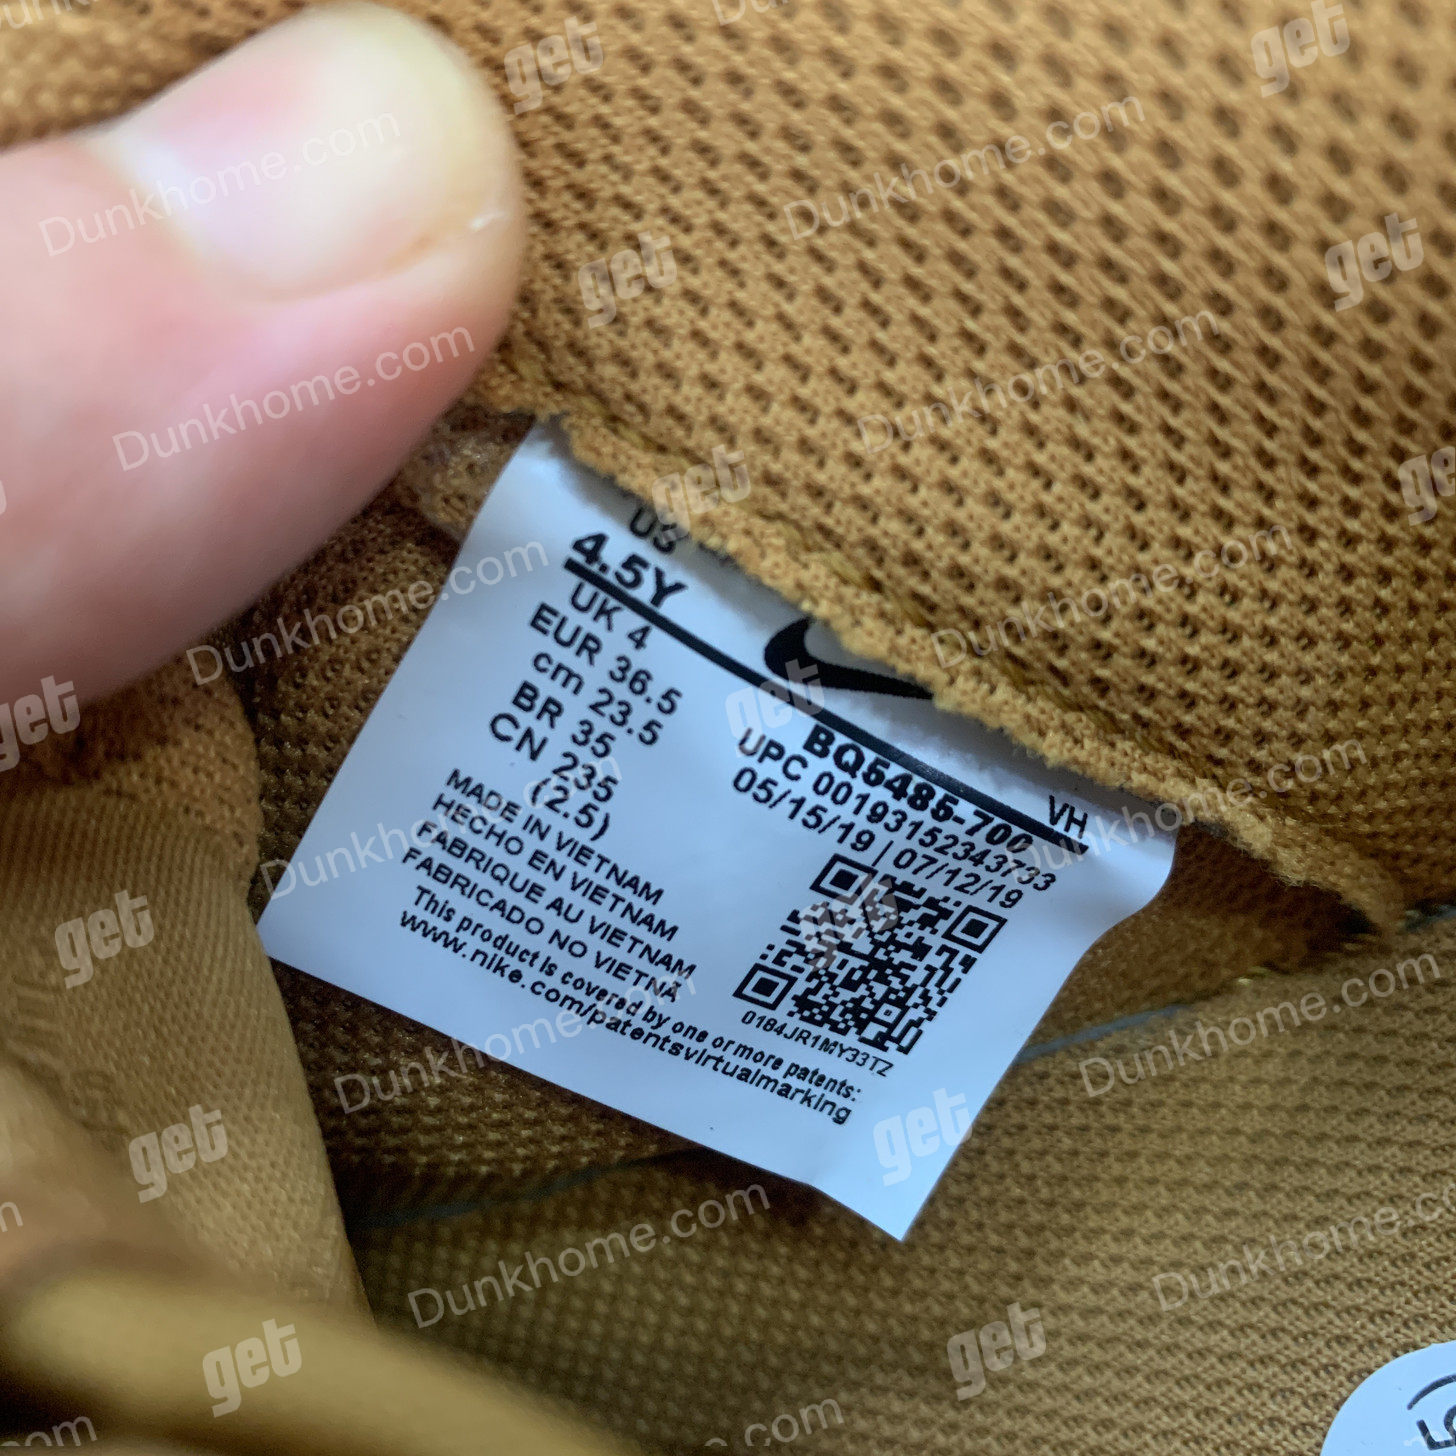 US
4.5Y
UK 4
EUR 36.5
cm 23.5
BR 35
CN 235
(2.5)
MADE IN VIETNAM
HECHO EN VIETNAM
FABRIQUE AU VIETNAM
FABRICADO NO VIETNÃ
This product is covered by one or more patents:
www.nike.com/patentsvirtualmarking
VH
BQ5485-700
UPC 00193152343733
05/15/19 | 07/12/19
0184JR1MY33TZ
get
Dunkhome.com